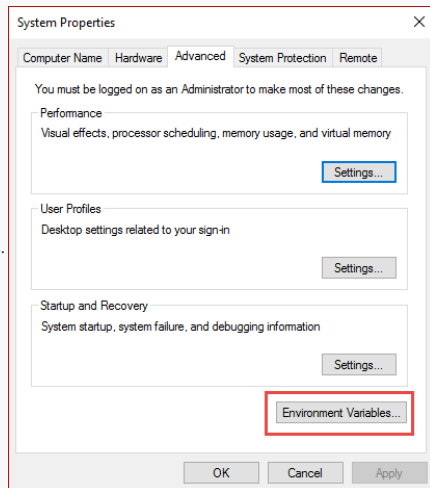 System Properties
Computer Name Hardware Advanced System Protection Remote
You must be logged on as an Administrator to make most of these changes.
Performance
Visual effects, processor scheduling, memory usage, and virtual memory
Settings...
User Profiles
Desktop settings related to your sign-in
Settings...
Startup and Recovery
System startup, system failure, and debugging information
Settings...
Environment Variables...
OK Cancel Apply